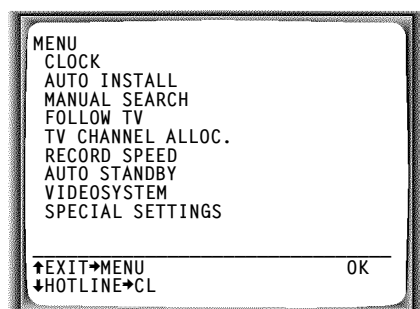 MENU
CLOCK
AUTO INSTALL
MANUAL SEARCH
FOLLOW TV
TV CHANNEL ALLOC.
RECORD SPEED
AUTO STANDBY
VIDEOSYSTEM
SPECIAL SETTINGS
↑EXIT→MENU OK
↓HOTLINE→CL